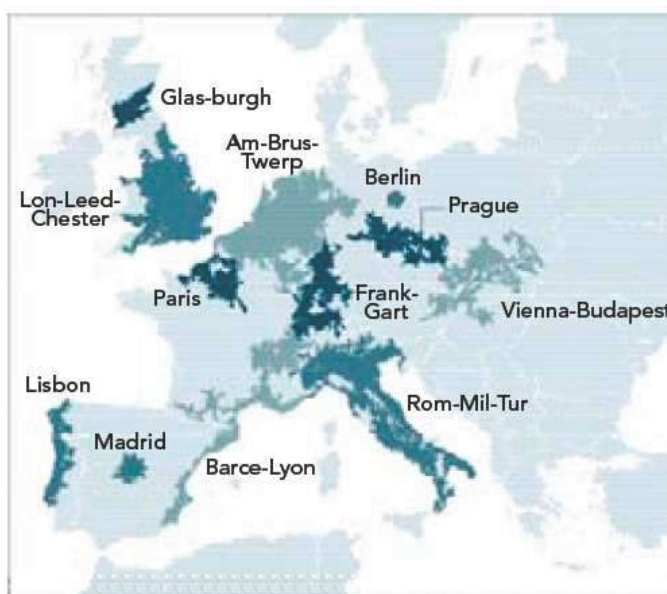 Glas-burgh
Am-Brus-
Twerp
Berlin
Lon-Leed-
Chester
Prague
Paris
Frank-
Gart
Vienna-Budapest
Lisbon
Rom-Mil-Tur
Madrid
Barce-Lyon